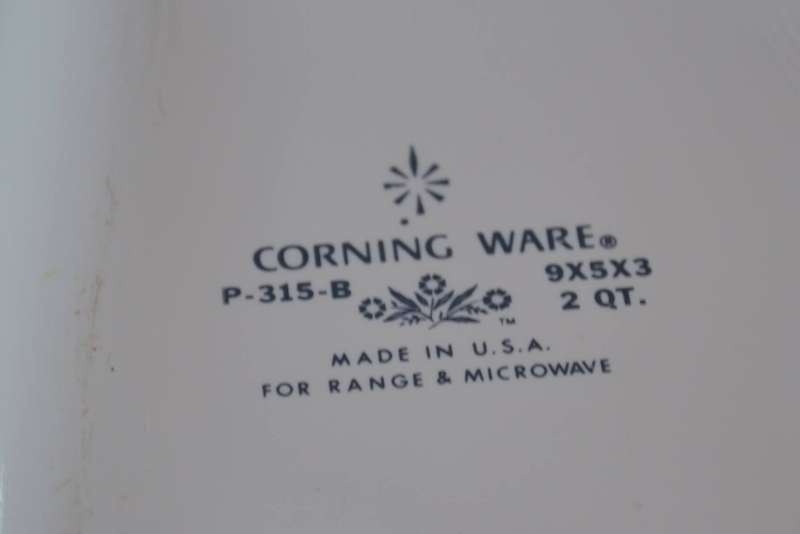 CORNING WARE®
P-315-B 9X5X3
2 QT.
™
MADE IN U.S.A.
FOR RANGE & MICROWAVE